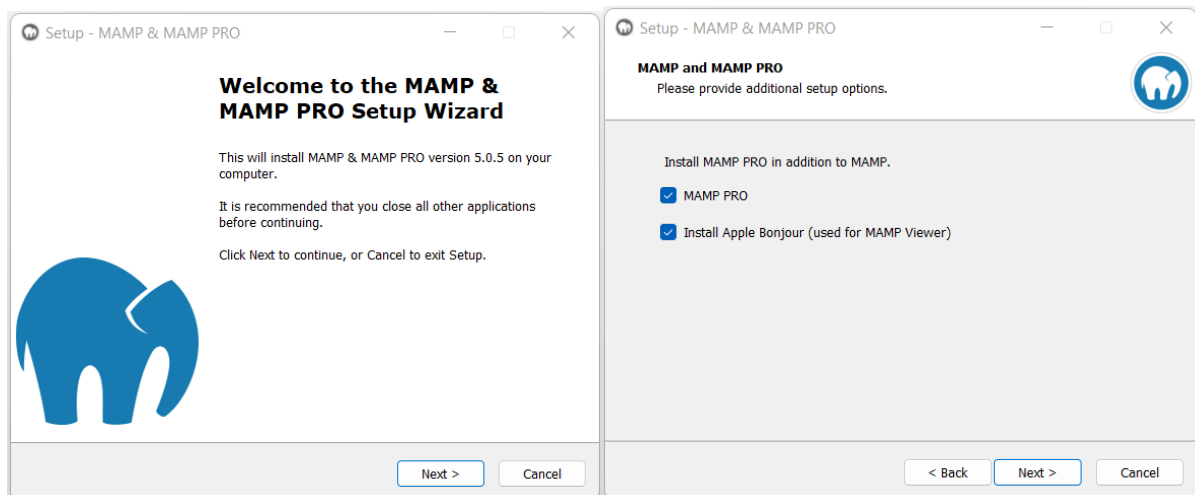 Setup - MAMP & MAMP PRO
Welcome to the MAMP &
MAMP PRO Setup Wizard
This will install MAMP & MAMP PRO version 5.0.5 on your
computer.
It is recommended that you close all other applications
before continuing.
Click Next to continue, or Cancel to exit Setup.
Next >
Cancel
Setup - MAMP & MAMP PRO
MAMP and MAMP PRO
Please provide additional setup options.
Install MAMP PRO in addition to MAMP.
MAMP PRO
Install Apple Bonjour (used for MAMP Viewer)
< Back
Next >
Cancel